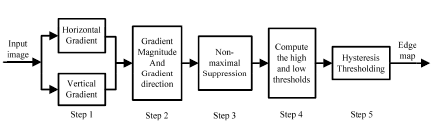 Input
image
Horizontal
Gradient
Vertical
Gradient
Step 1
Gradient
Magnitude
And
Gradient
direction
Step 2
Non-
maximal
Suppression
Step 3
Compute
the high
and low
thresholds
Step 4
Hysteresis
Thresholding
Step 5
Edge
map